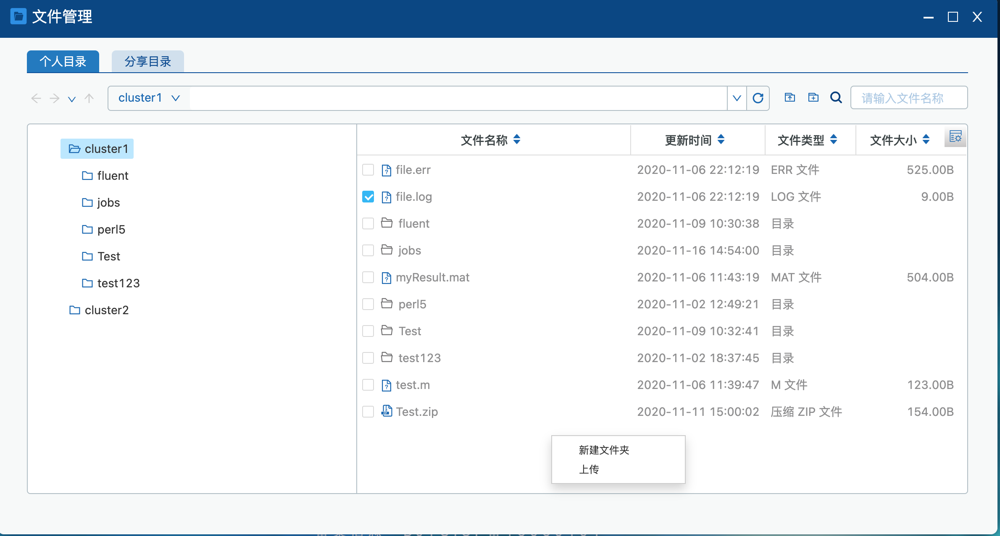 文件管理
个人目录 分享目录
cluster1 请输入文件名称
cluster1
fluent
jobs
perl5
Test
test123
cluster2
文件名称 更新时间 文件类型 文件大小
file.err 2020-11-06 22:12:19 ERR 文件 525.00B
file.log 2020-11-06 22:12:19 LOG 文件 9.00B
fluent 2020-11-09 10:30:38 目录
jobs 2020-11-16 14:54:00 目录
myResult.mat 2020-11-06 11:43:19 MAT 文件 504.00B
perl5 2020-11-02 12:49:21 目录
Test 2020-11-09 10:32:41 目录
test123 2020-11-02 18:37:45 目录
test.m 2020-11-06 11:39:47 M 文件 123.00B
Test.zip 2020-11-11 15:00:02 压缩 ZIP 文件 154.00B
新建文件夹
上传